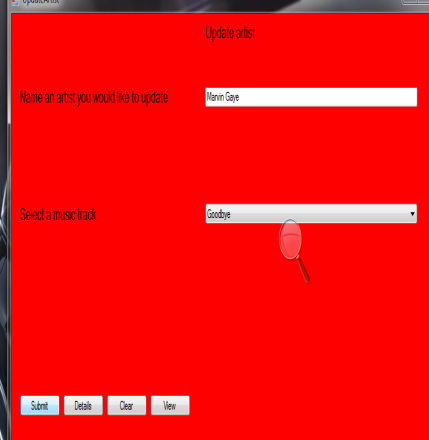 UpdateArtist
Update artist
Name an artist you would like to update
Marvin Gaye
Select a music track
Goodbye
Submit
Details
Clear
View